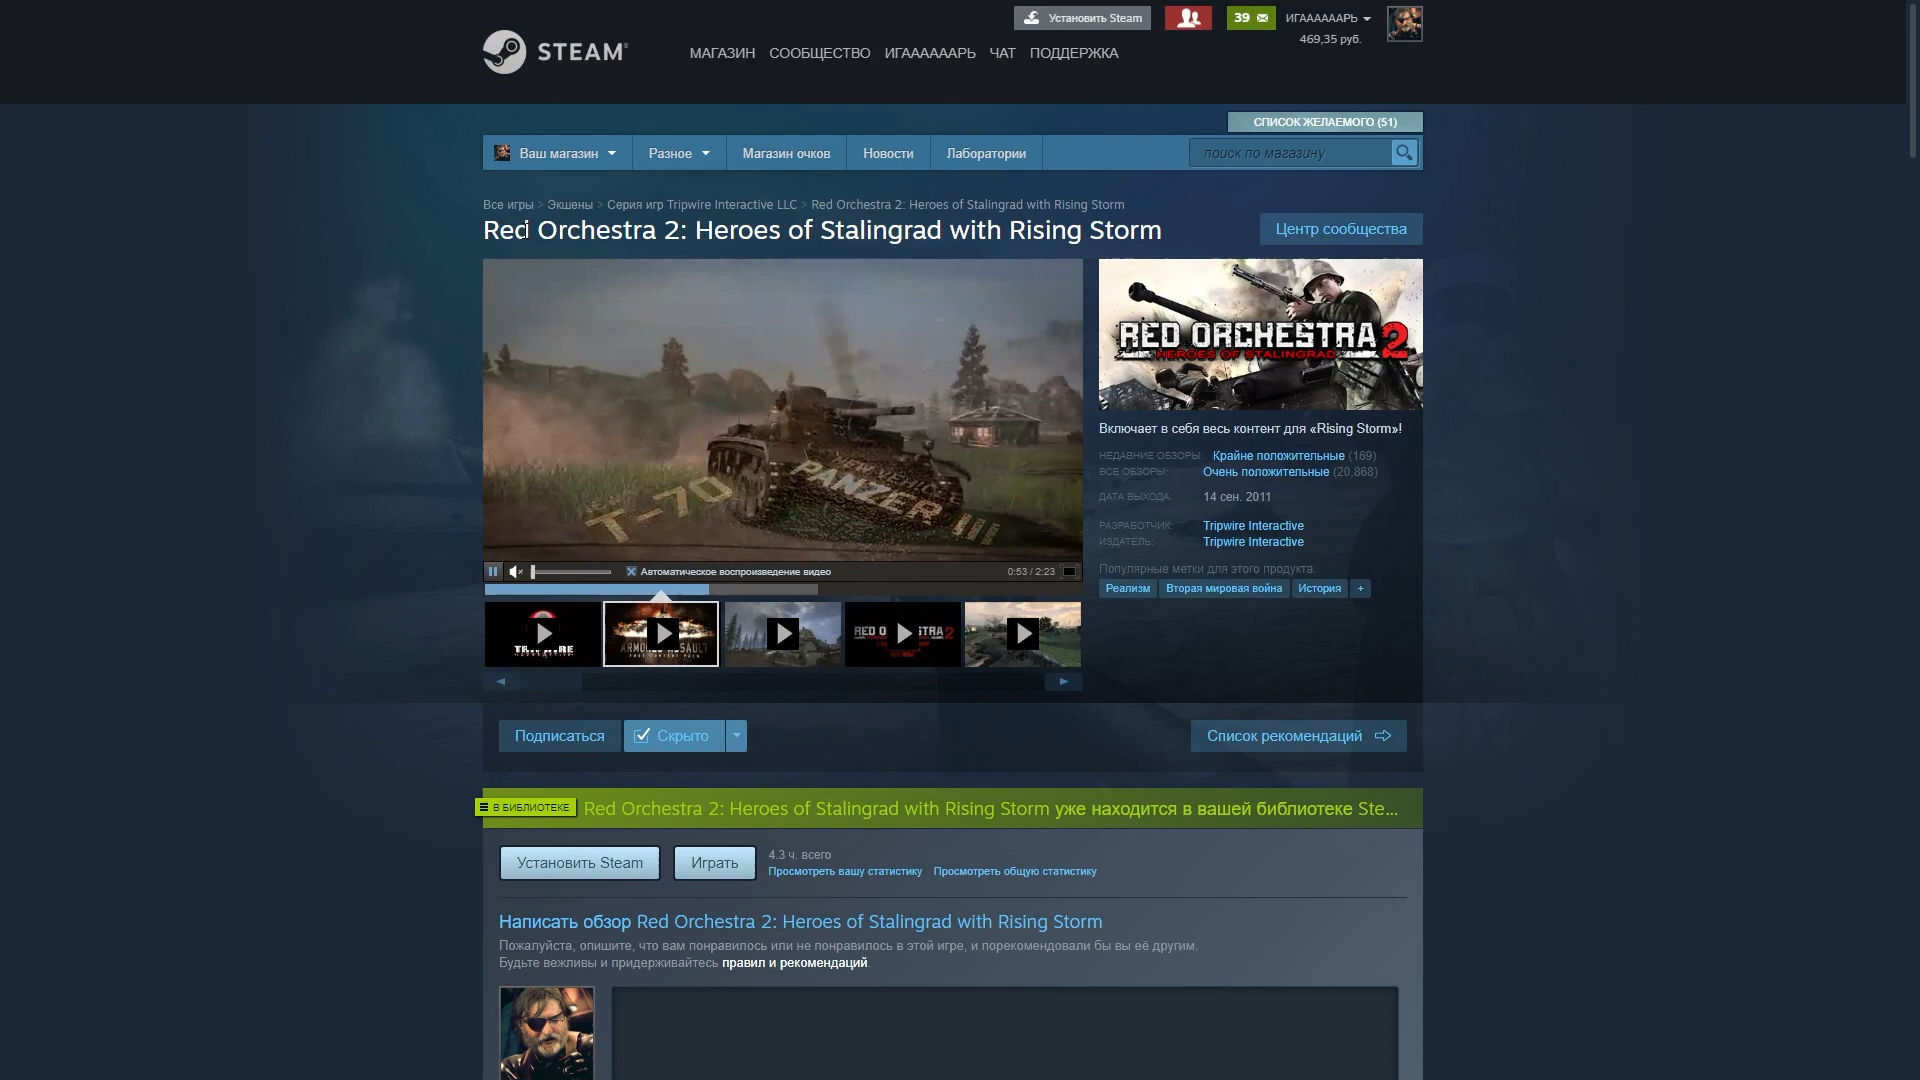 Установить Steam
39
ИГААААААРЬ
469,35 руб.
STEAM
МАГАЗИН СООБЩЕСТВО ИГААААААРЬ ЧАТ ПОДДЕРЖКА
СПИСОК ЖЕЛАЕМОГО (51)
Ваш магазин Разное Магазин очков Новости Лаборатории
поиск по магазину
Все игры > Экшены > Серия игр Tripwire Interactive LLC > Red Orchestra 2: Heroes of Stalingrad with Rising Storm
Red Orchestra 2: Heroes of Stalingrad with Rising Storm
Центр сообщества
T-70
PANZER III
RED ORCHESTRA 2
HEROES OF STALINGRAD
Включает в себя весь контент для «Rising Storm»!
НЕДАВНИЕ ОБЗОРЫ: Крайне положительные (169)
ВСЕ ОБЗОРЫ: Очень положительные (20,868)
ДАТА ВЫХОДА: 14 сен. 2011
РАЗРАБОТЧИК: Tripwire Interactive
ИЗДАТЕЛЬ: Tripwire Interactive
Популярные метки для этого продукта:
Реализм Вторая мировая война История +
Автоматическое воспроизведение видео
0:53 / 2:23
TRIPWIRE
ARMORED ASSAULT
FREE CONTENT PACK
Подписаться
Скрыто
Список рекомендаций
В БИБЛИОТЕКЕ
Red Orchestra 2: Heroes of Stalingrad with Rising Storm уже находится в вашей библиотеке Ste...
Установить Steam
Играть
4.3 ч. всего
Просмотреть вашу статистику Просмотреть общую статистику
Написать обзор Red Orchestra 2: Heroes of Stalingrad with Rising Storm
Пожалуйста, опишите, что вам понравилось или не понравилось в этой игре, и порекомендовали бы вы её другим.
Будьте вежливы и придерживайтесь правил и рекомендаций.